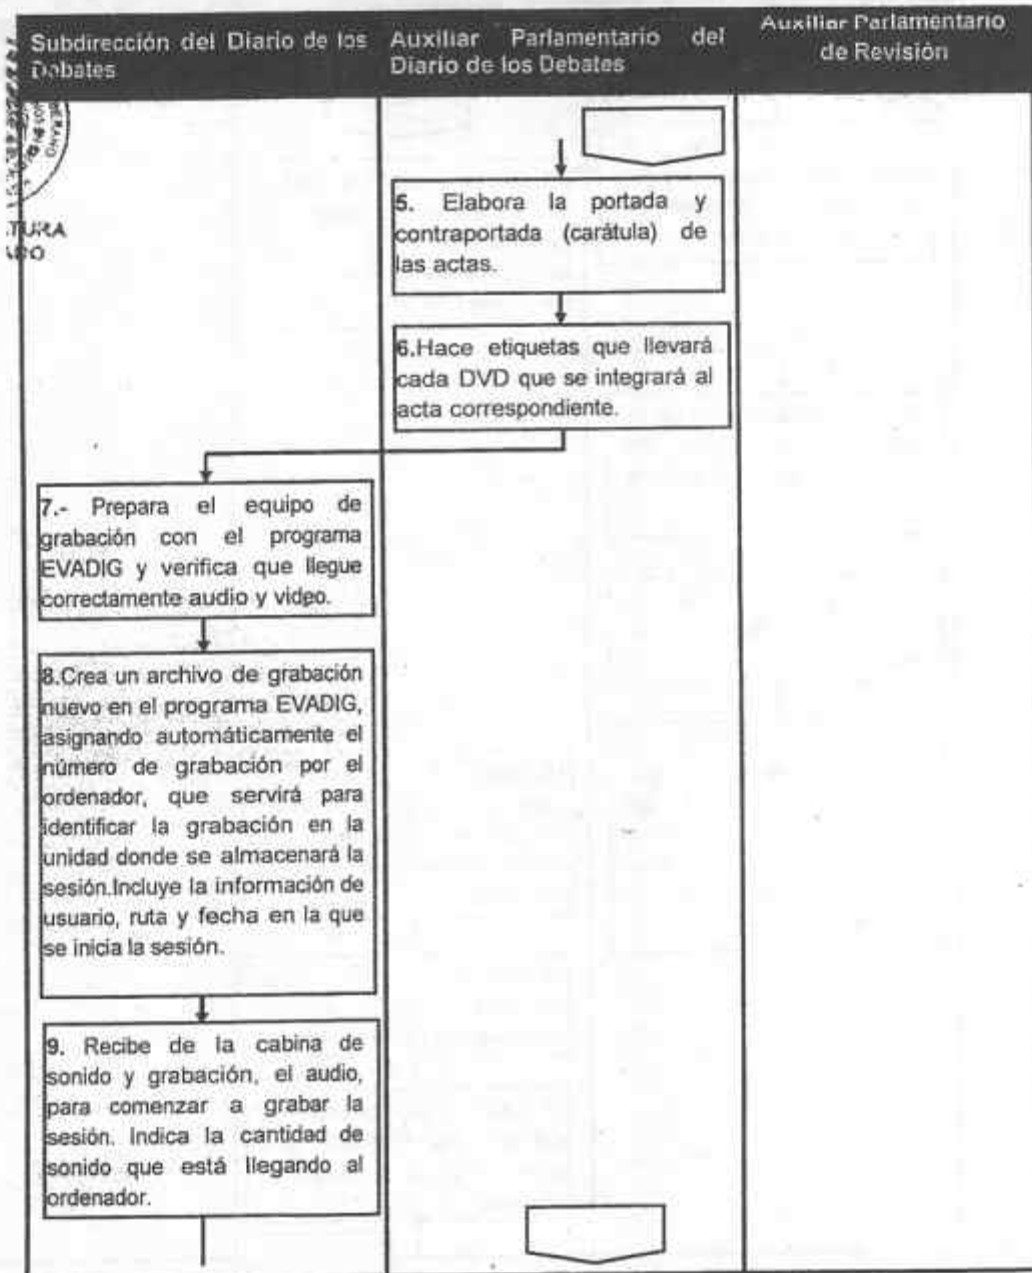 Subdirección del Diario de los
Debates
Auxiliar Parlamentario del
Diario de los Debates
Auxiliar Parlamentario
de Revisión
TURA
5. Elabora la portada y
contraportada (carátula) de
las actas.
6.Hace etiquetas que llevará
cada DVD que se integrará al
acta correspondiente.
7.- Prepara el equipo de
grabación con el programa
EVADIG y verifica que llegue
correctamente audio y video.
8.Crea un archivo de grabación
nuevo en el programa EVADIG,
asignando automáticamente el
número de grabación por el
ordenador, que servirá para
identificar la grabación en la
unidad donde se almacenará la
sesión.Incluye la información de
usuario, ruta y fecha en la que
se inicia la sesión.
9. Recibe de la cabina de
sonido y grabación, el audio,
para comenzar a grabar la
sesión. Indica la cantidad de
sonido que está llegando al
ordenador.